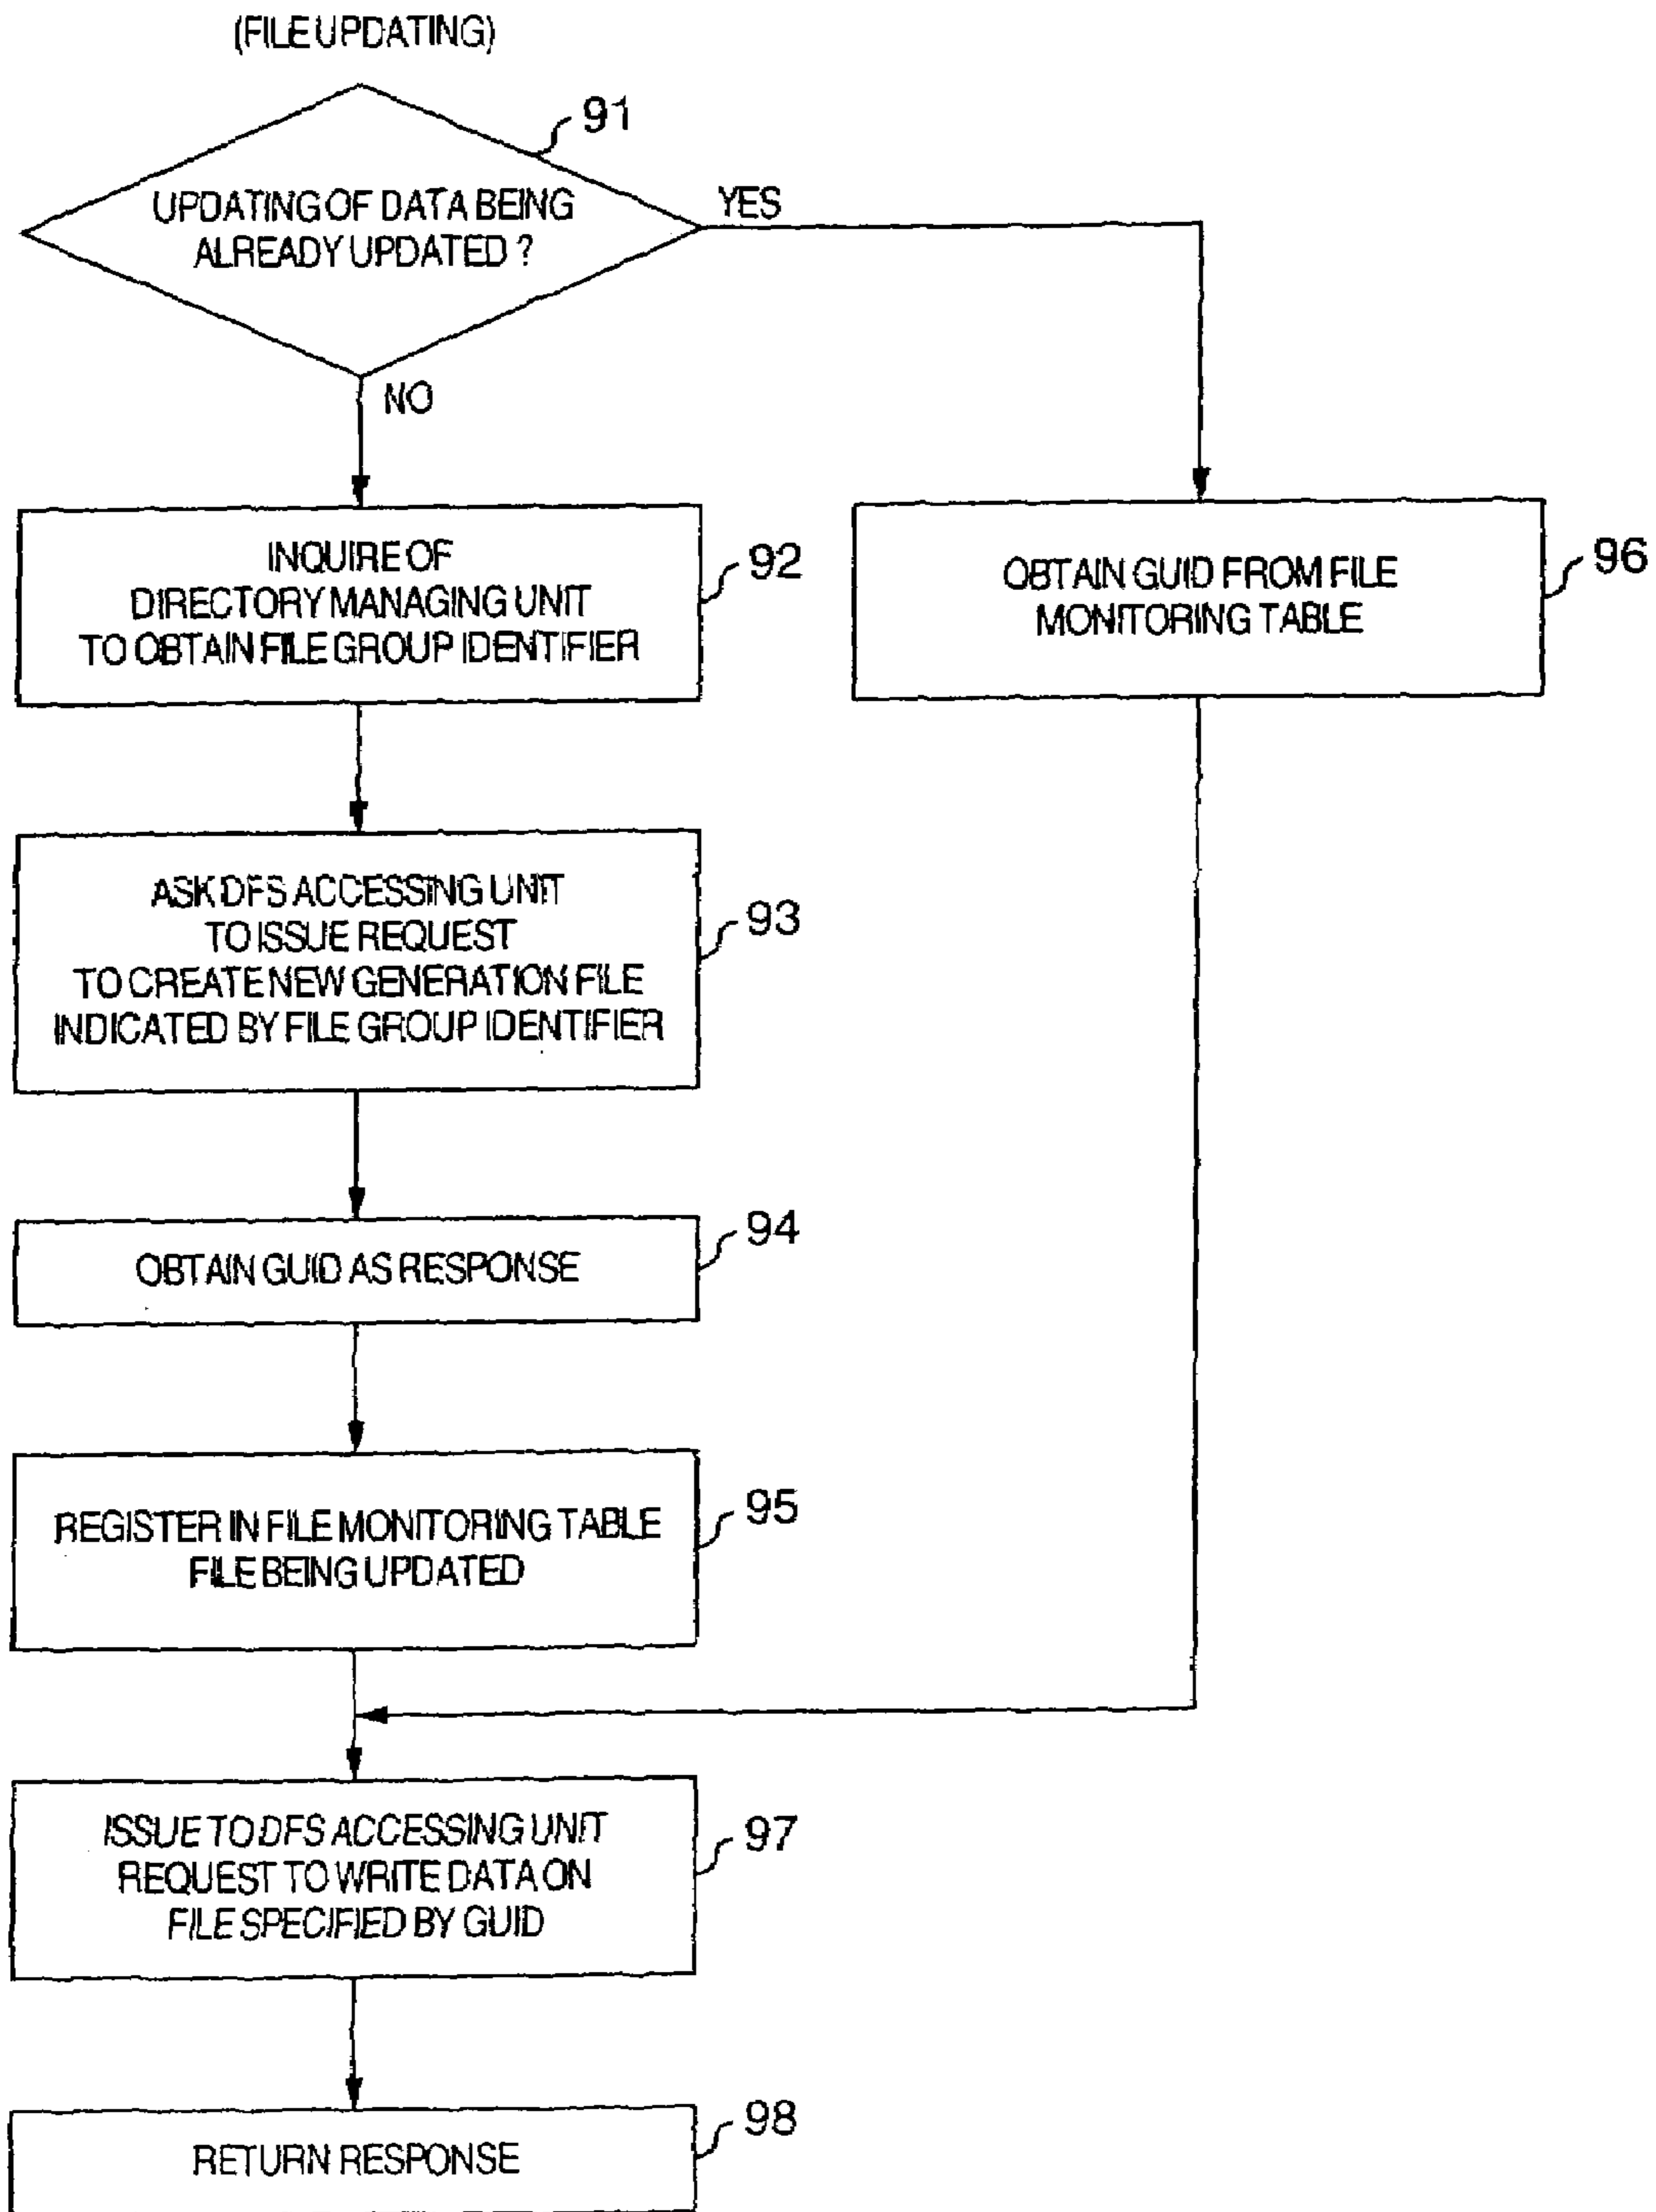 (FILE UPDATING)
91
UPDATING OF DATA BEING
ALREADY UPDATED ?
YES
NO
INQUIRE OF
DIRECTORY MANAGING UNIT
TO OBTAIN FILE GROUP IDENTIFIER
92
OBTAIN GUID FROM FILE
MONITORING TABLE
96
ASK DFS ACCESSING UNIT
TO ISSUE REQUEST
TO CREATE NEW GENERATION FILE
INDICATED BY FILE GROUP IDENTIFIER
93
OBTAIN GUID AS RESPONSE
94
REGISTER IN FILE MONITORING TABLE
FILE BEING UPDATED
95
ISSUE TO DFS ACCESSING UNIT
REQUEST TO WRITE DATA ON
FILE SPECIFIED BY GUID
97
RETURN RESPONSE
98